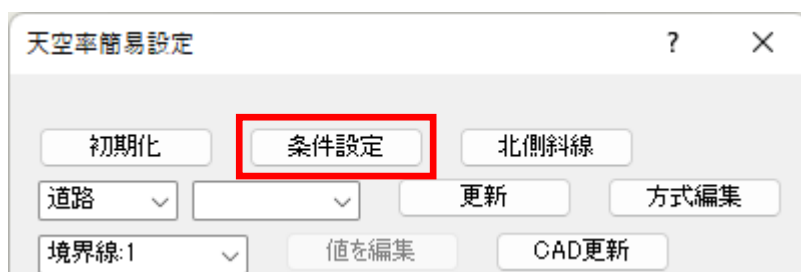 天空率簡易設定 ? ×
初期化 条件設定 北側斜線
道路 更新 方式編集
境界線:1 値を編集 CAD更新